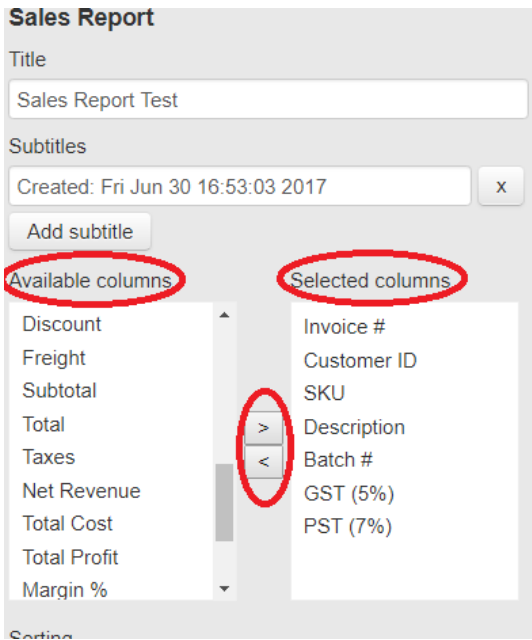 Sales Report
Title
Sales Report Test
Subtitles
Created: Fri Jun 30 16:53:03 2017
x
Add subtitle
Available columns
Discount
Freight
Subtotal
Total
Taxes
Net Revenue
Total Cost
Total Profit
Margin %
>
<
Selected columns
Invoice #
Customer ID
SKU
Description
Batch #
GST (5%)
PST (7%)
Sorting